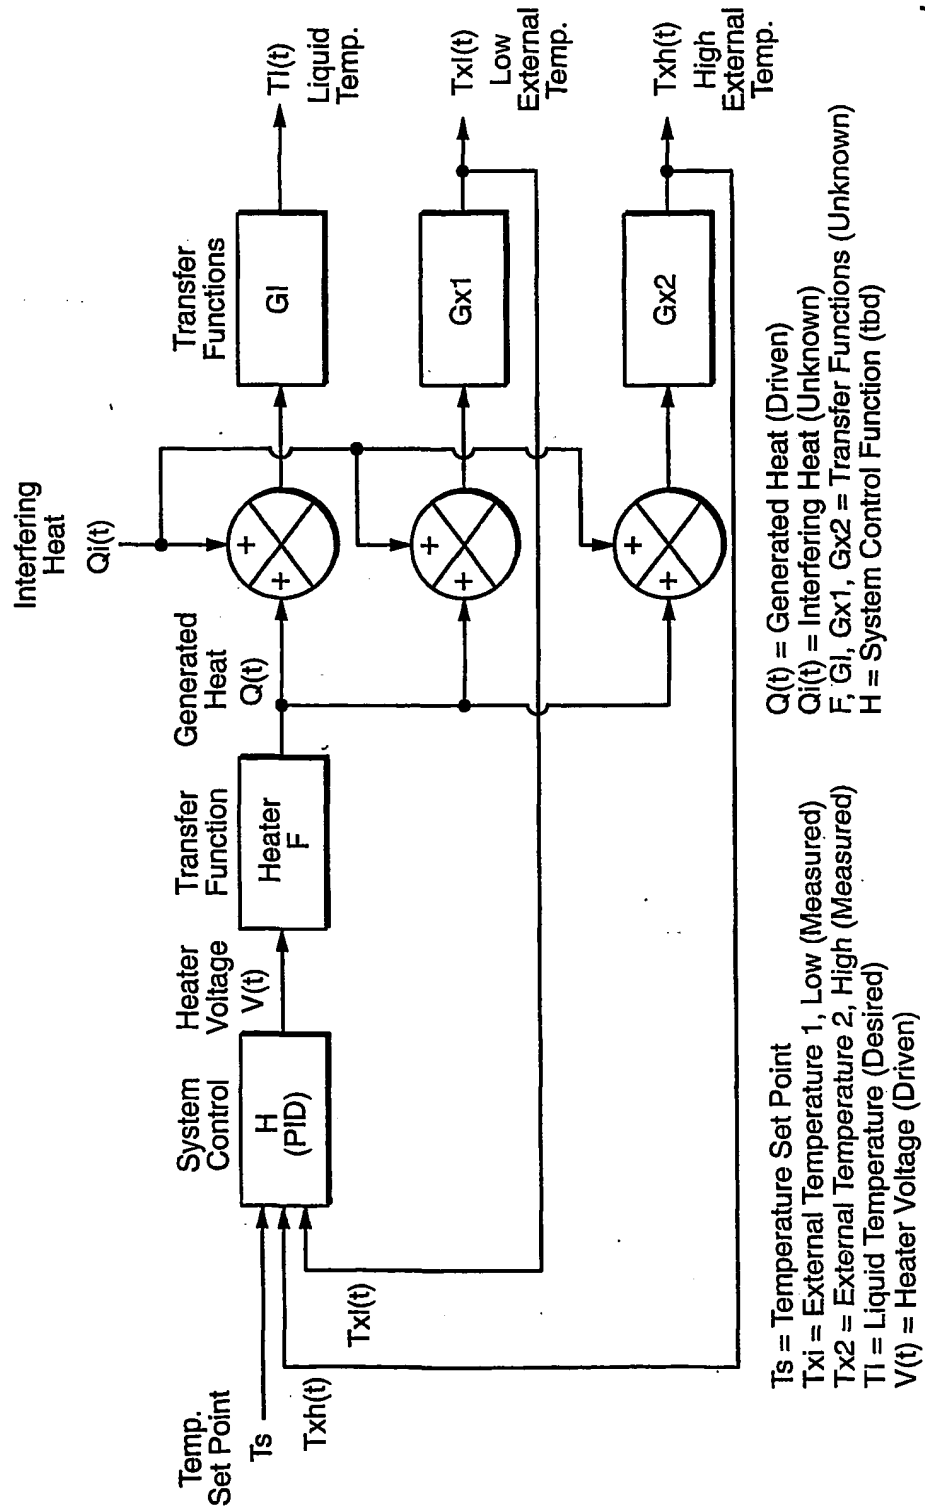 Interfering
Heat
Qi(t)
Temp.
Set Point
Ts
Txh(t)
Txl(t)
System
Control
H
(PID)
Heater
Voltage
V(t)
Transfer
Function
Heater
F
Generated
Heat
Q(t)
+
+
+
+
+
+
Transfer
Functions
Gl
Gx1
Gx2
Tl(t)
Liquid
Temp.
Txl(t)
Low
External
Temp.
Txh(t)
High
External
Temp.
Ts = Temperature Set Point
Txi = External Temperature 1, Low (Measured)
Tx2 = External Temperature 2, High (Measured)
Tl = Liquid Temperature (Desired)
V(t) = Heater Voltage (Driven)
Q(t) = Generated Heat (Driven)
Qi(t) = Interfering Heat (Unknown)
F, Gl, Gx1, Gx2 = Transfer Functions (Unknown)
H = System Control Function (tbd)